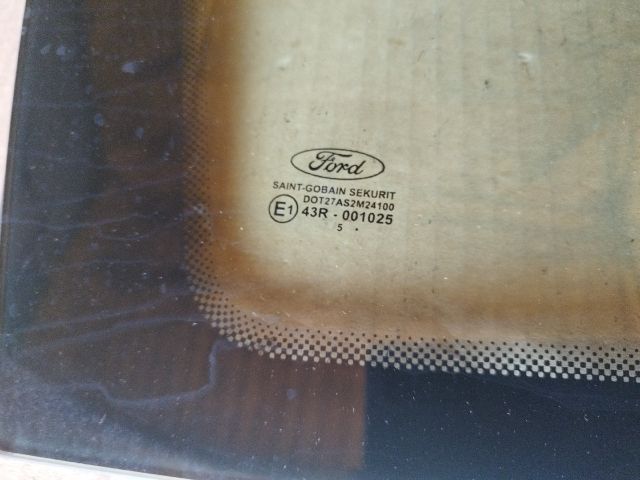 Ford
SAINT-GOBAIN SEKURIT
DOT27AS2M24100
E1 43R - 001025
5 .